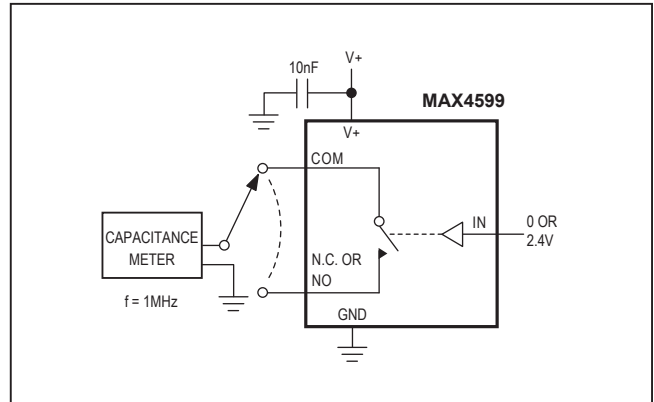 10nF
V+
MAX4599
V+
COM
CAPACITANCE
METER
f = 1MHz
N.C. OR
NO
IN
0 OR
2.4V
GND